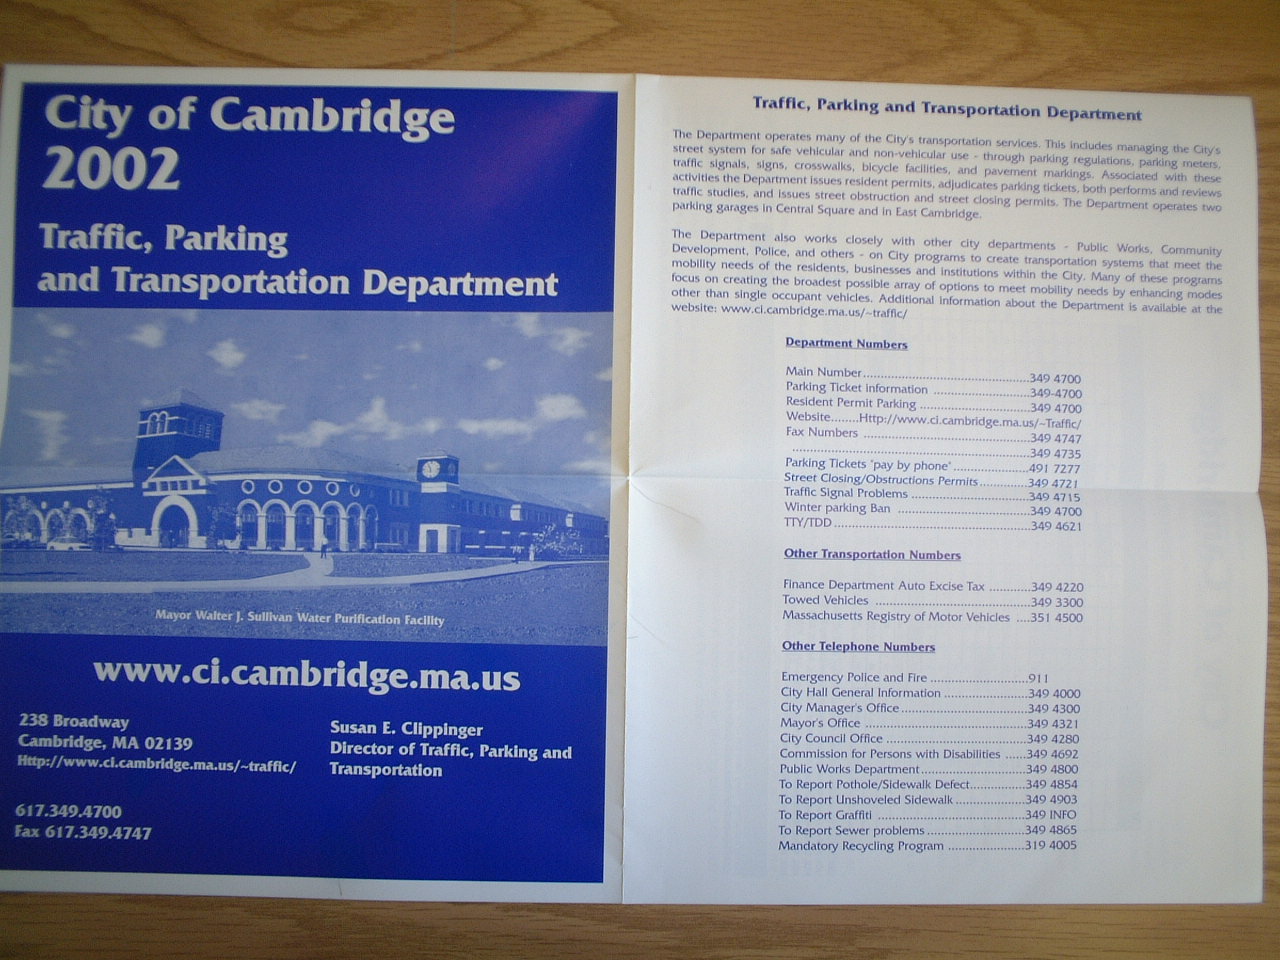 City of Cambridge
2002
Traffic, Parking
and Transportation Department
Mayor Walter J. Sullivan Water Purification Facility
www.ci.cambridge.ma.us
238 Broadway
Cambridge, MA 02139
Http://www.ci.cambridge.ma.us/~traffic/
617.349.4700
Fax 617.349.4747
Susan E. Clippinger
Director of Traffic, Parking and
Transportation
Traffic, Parking and Transportation Department
The Department operates many of the City's transportation services. This includes managing the City's
street system for safe vehicular and non-vehicular use - through parking regulations, parking meters,
traffic signals, signs, crosswalks, bicycle facilities, and pavement markings. Associated with these
activities the Department issues resident permits, adjudicates parking tickets, both performs and reviews
traffic studies, and issues street obstruction and street closing permits. The Department operates two
parking garages in Central Square and in East Cambridge.
The Department also works closely with other city departments - Public Works, Community
Development, Police, and others - on City programs to create transportation systems that meet the
mobility needs of the residents, businesses and institutions within the City. Many of these programs
focus on creating the broadest possible array of options to meet mobility needs by enhancing modes
other than single occupant vehicles. Additional information about the Department is available at the
website: www.ci.cambridge.ma.us/~traffic/
Department Numbers
Main Number..............................................349 4700
Parking Ticket information ...........................349-4700
Resident Permit Parking ..............................349 4700
Website........Http://www.ci.cambridge.ma.us/~Traffic/
Fax Numbers ..............................................349 4747
.................................................................349 4735
Parking Tickets "pay by phone".....................491 7277
Street Closing/Obstructions Permits.............349 4721
Traffic Signal Problems ................................349 4715
Winter parking Ban .....................................349 4700
TTY/TDD......................................................349 4621
Other Transportation Numbers
Finance Department Auto Excise Tax ...........349 4220
Towed Vehicles ...........................................349 3300
Massachusetts Registry of Motor Vehicles ....351 4500
Other Telephone Numbers
Emergency Police and Fire ...........................911
City Hall General Information .......................349 4000
City Manager's Office...................................349 4300
Mayor's Office .............................................349 4321
City Council Office .......................................349 4280
Commission for Persons with Disabilities ......349 4692
Public Works Department.............................349 4800
To Report Pothole/Sidewalk Defect...............349 4854
To Report Unshoveled Sidewalk ...................349 4903
To Report Graffiti ........................................349 INFO
To Report Sewer problems ...........................349 4865
Mandatory Recycling Program .....................319 4005